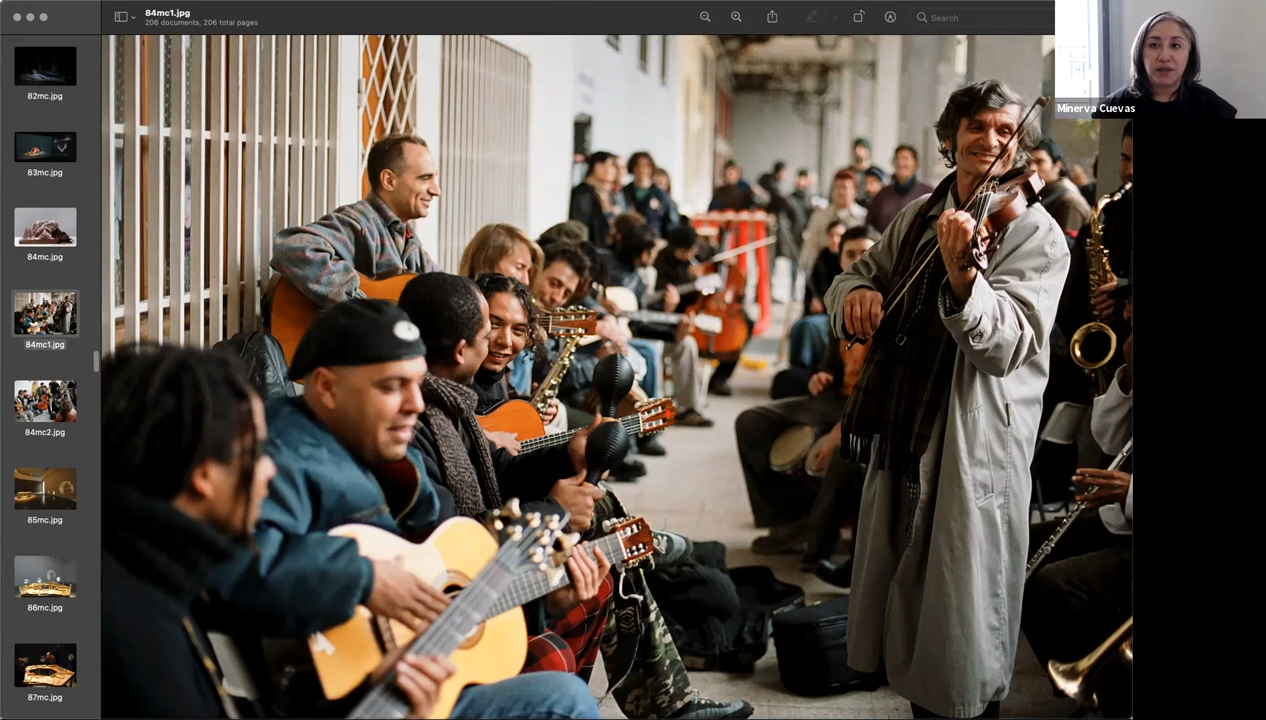 84mc1.jpg
206 documents, 206 total pages
Search
Minerva Cuevas
82mc.jpg
83mc.jpg
84mc.jpg
84mc1.jpg
84mc2.jpg
85mc.jpg
86mc.jpg
87mc.jpg